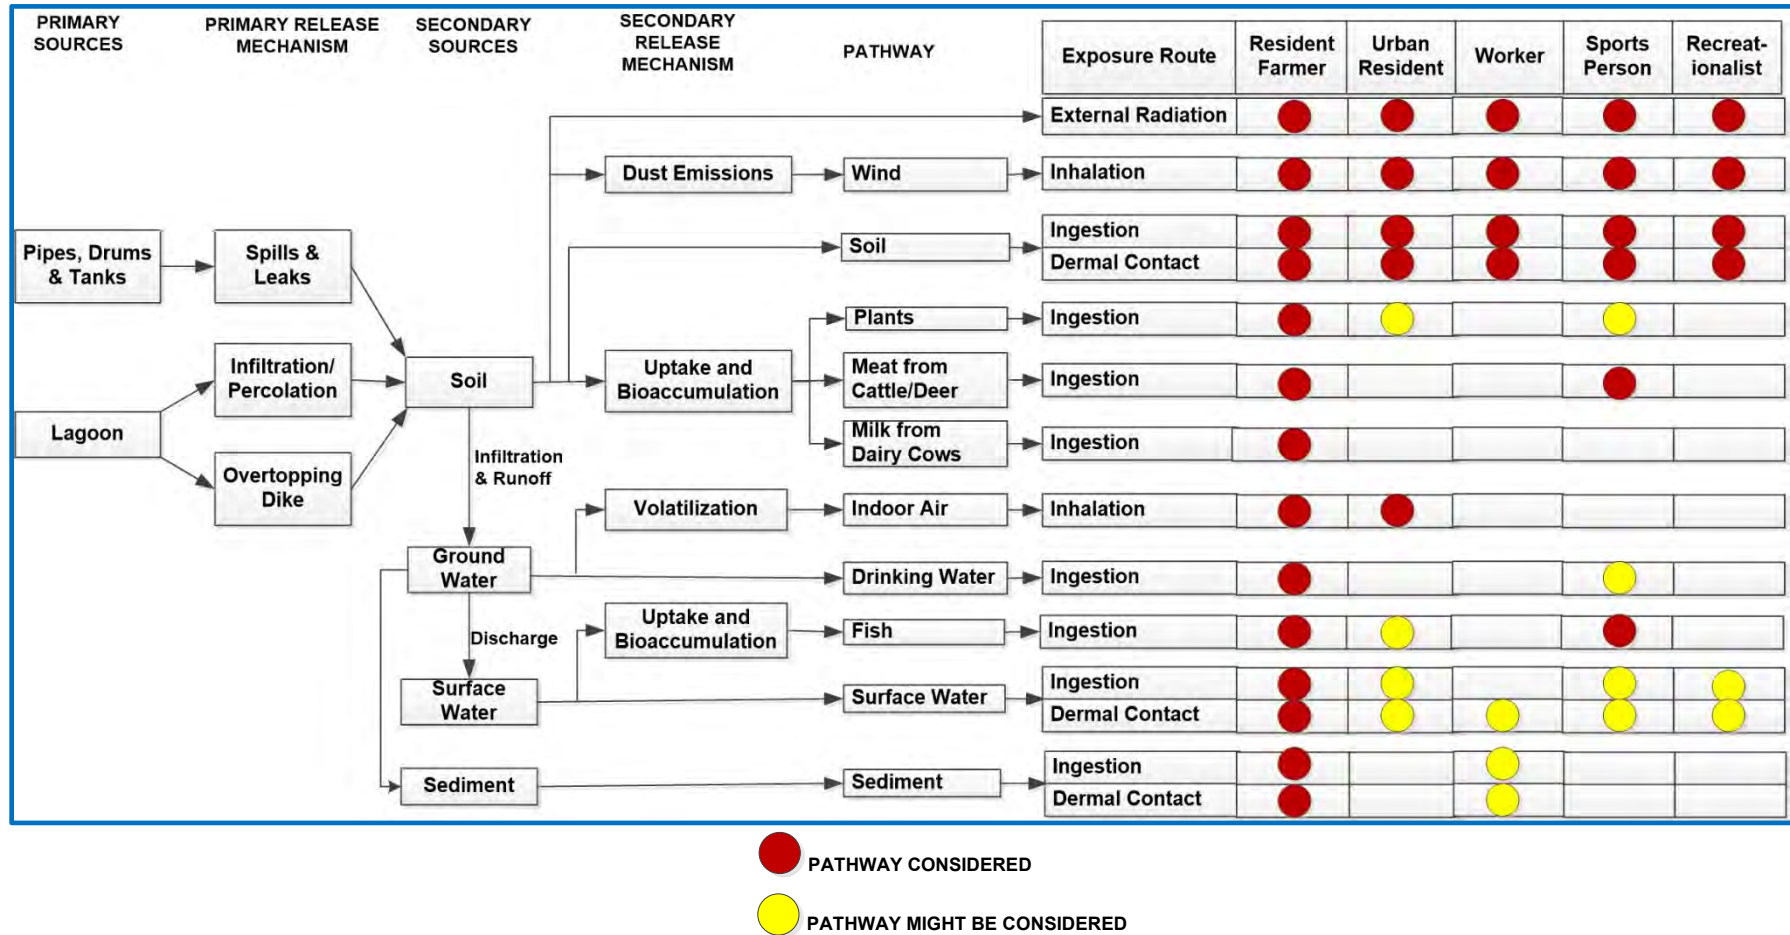 PRIMARY
SOURCES
PRIMARY RELEASE
MECHANISM
SECONDARY
SOURCES
SECONDARY
RELEASE
MECHANISM
PATHWAY
Exposure Route
Resident
Farmer
Urban
Resident
Worker
Sports
Person
Recreat-
ionalist
External Radiation
Dust Emissions
Wind
Inhalation
Pipes, Drums
& Tanks
Spills &
Leaks
Soil
Ingestion
Dermal Contact
Plants
Ingestion
Infiltration/
Percolation
Soil
Uptake and
Bioaccumulation
Meat from
Cattle/Deer
Ingestion
Lagoon
Milk from
Dairy Cows
Ingestion
Overtopping
Dike
Infiltration
& Runoff
Volatilization
Indoor Air
Inhalation
Ground
Water
Drinking Water
Ingestion
Discharge
Uptake and
Bioaccumulation
Fish
Ingestion
Surface
Water
Surface Water
Ingestion
Dermal Contact
Sediment
Sediment
Ingestion
Dermal Contact
PATHWAY CONSIDERED
PATHWAY MIGHT BE CONSIDERED